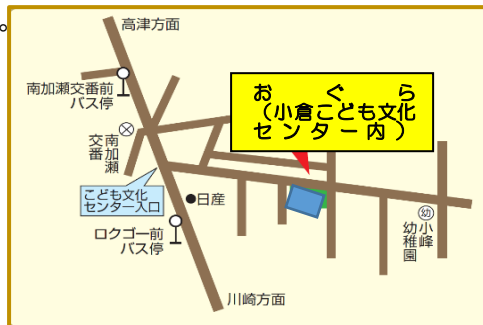 。
高津方面
南加瀬交番前
バス停
お ぐ ら
（小倉こども文化
センター内）
南加瀬
交番
こども文化
センター入口
●日産
幼
小峰
幼稚園
ロクゴー前
バス停
川崎方面